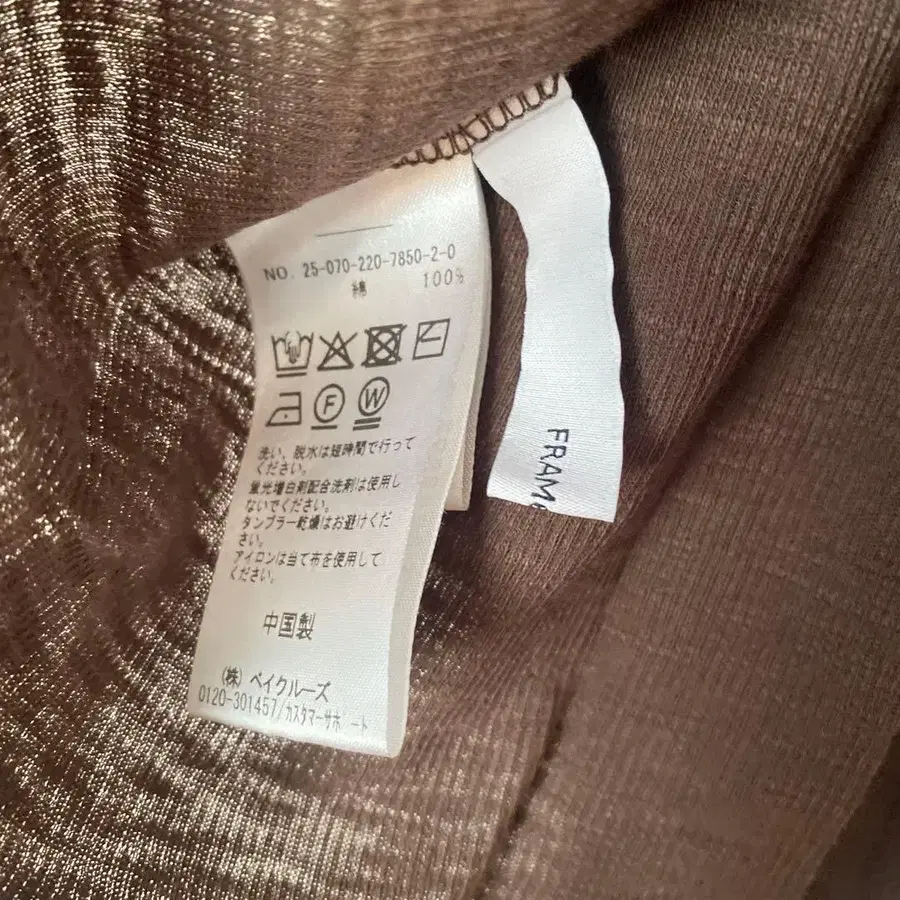 NO. 25-070-220-7850-2-0
綿 100%
F W
洗い、脱水は短時間で行って
ください。
蛍光増白剤配合洗剤は使用し
ないでください。
タンブラー乾燥はお避けくだ
さい。
アイロンは当て布を使用して
ください。
中国製
(株) ベイクルーズ
0120-301457/カスタマーサポート
FRAM